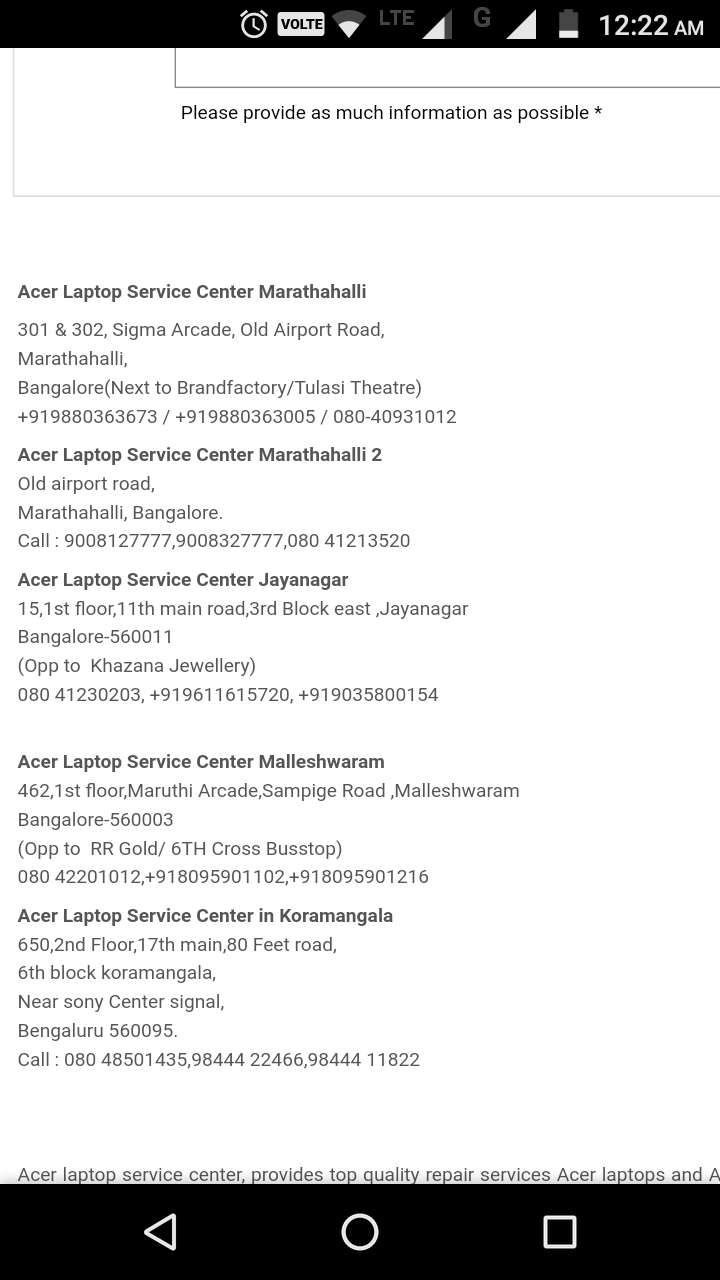 VOLTE LTE G 12:22 AM
Please provide as much information as possible *
Acer Laptop Service Center Marathahalli
301 & 302, Sigma Arcade, Old Airport Road,
Marathahalli,
Bangalore(Next to Brandfactory/Tulasi Theatre)
+919880363673 / +919880363005 / 080-40931012
Acer Laptop Service Center Marathahalli 2
Old airport road,
Marathahalli, Bangalore.
Call : 9008127777,9008327777,080 41213520
Acer Laptop Service Center Jayanagar
15,1st floor,11th main road,3rd Block east ,Jayanagar
Bangalore-560011
(Opp to  Khazana Jewellery)
080 41230203, +919611615720, +919035800154
Acer Laptop Service Center Malleshwaram
462,1st floor,Maruthi Arcade,Sampige Road ,Malleshwaram
Bangalore-560003
(Opp to  RR Gold/ 6TH Cross Busstop)
080 42201012,+918095901102,+918095901216
Acer Laptop Service Center in Koramangala
650,2nd Floor,17th main,80 Feet road,
6th block koramangala,
Near sony Center signal,
Bengaluru 560095.
Call : 080 48501435,98444 22466,98444 11822
Acer laptop service center, provides top quality repair services Acer laptops and A